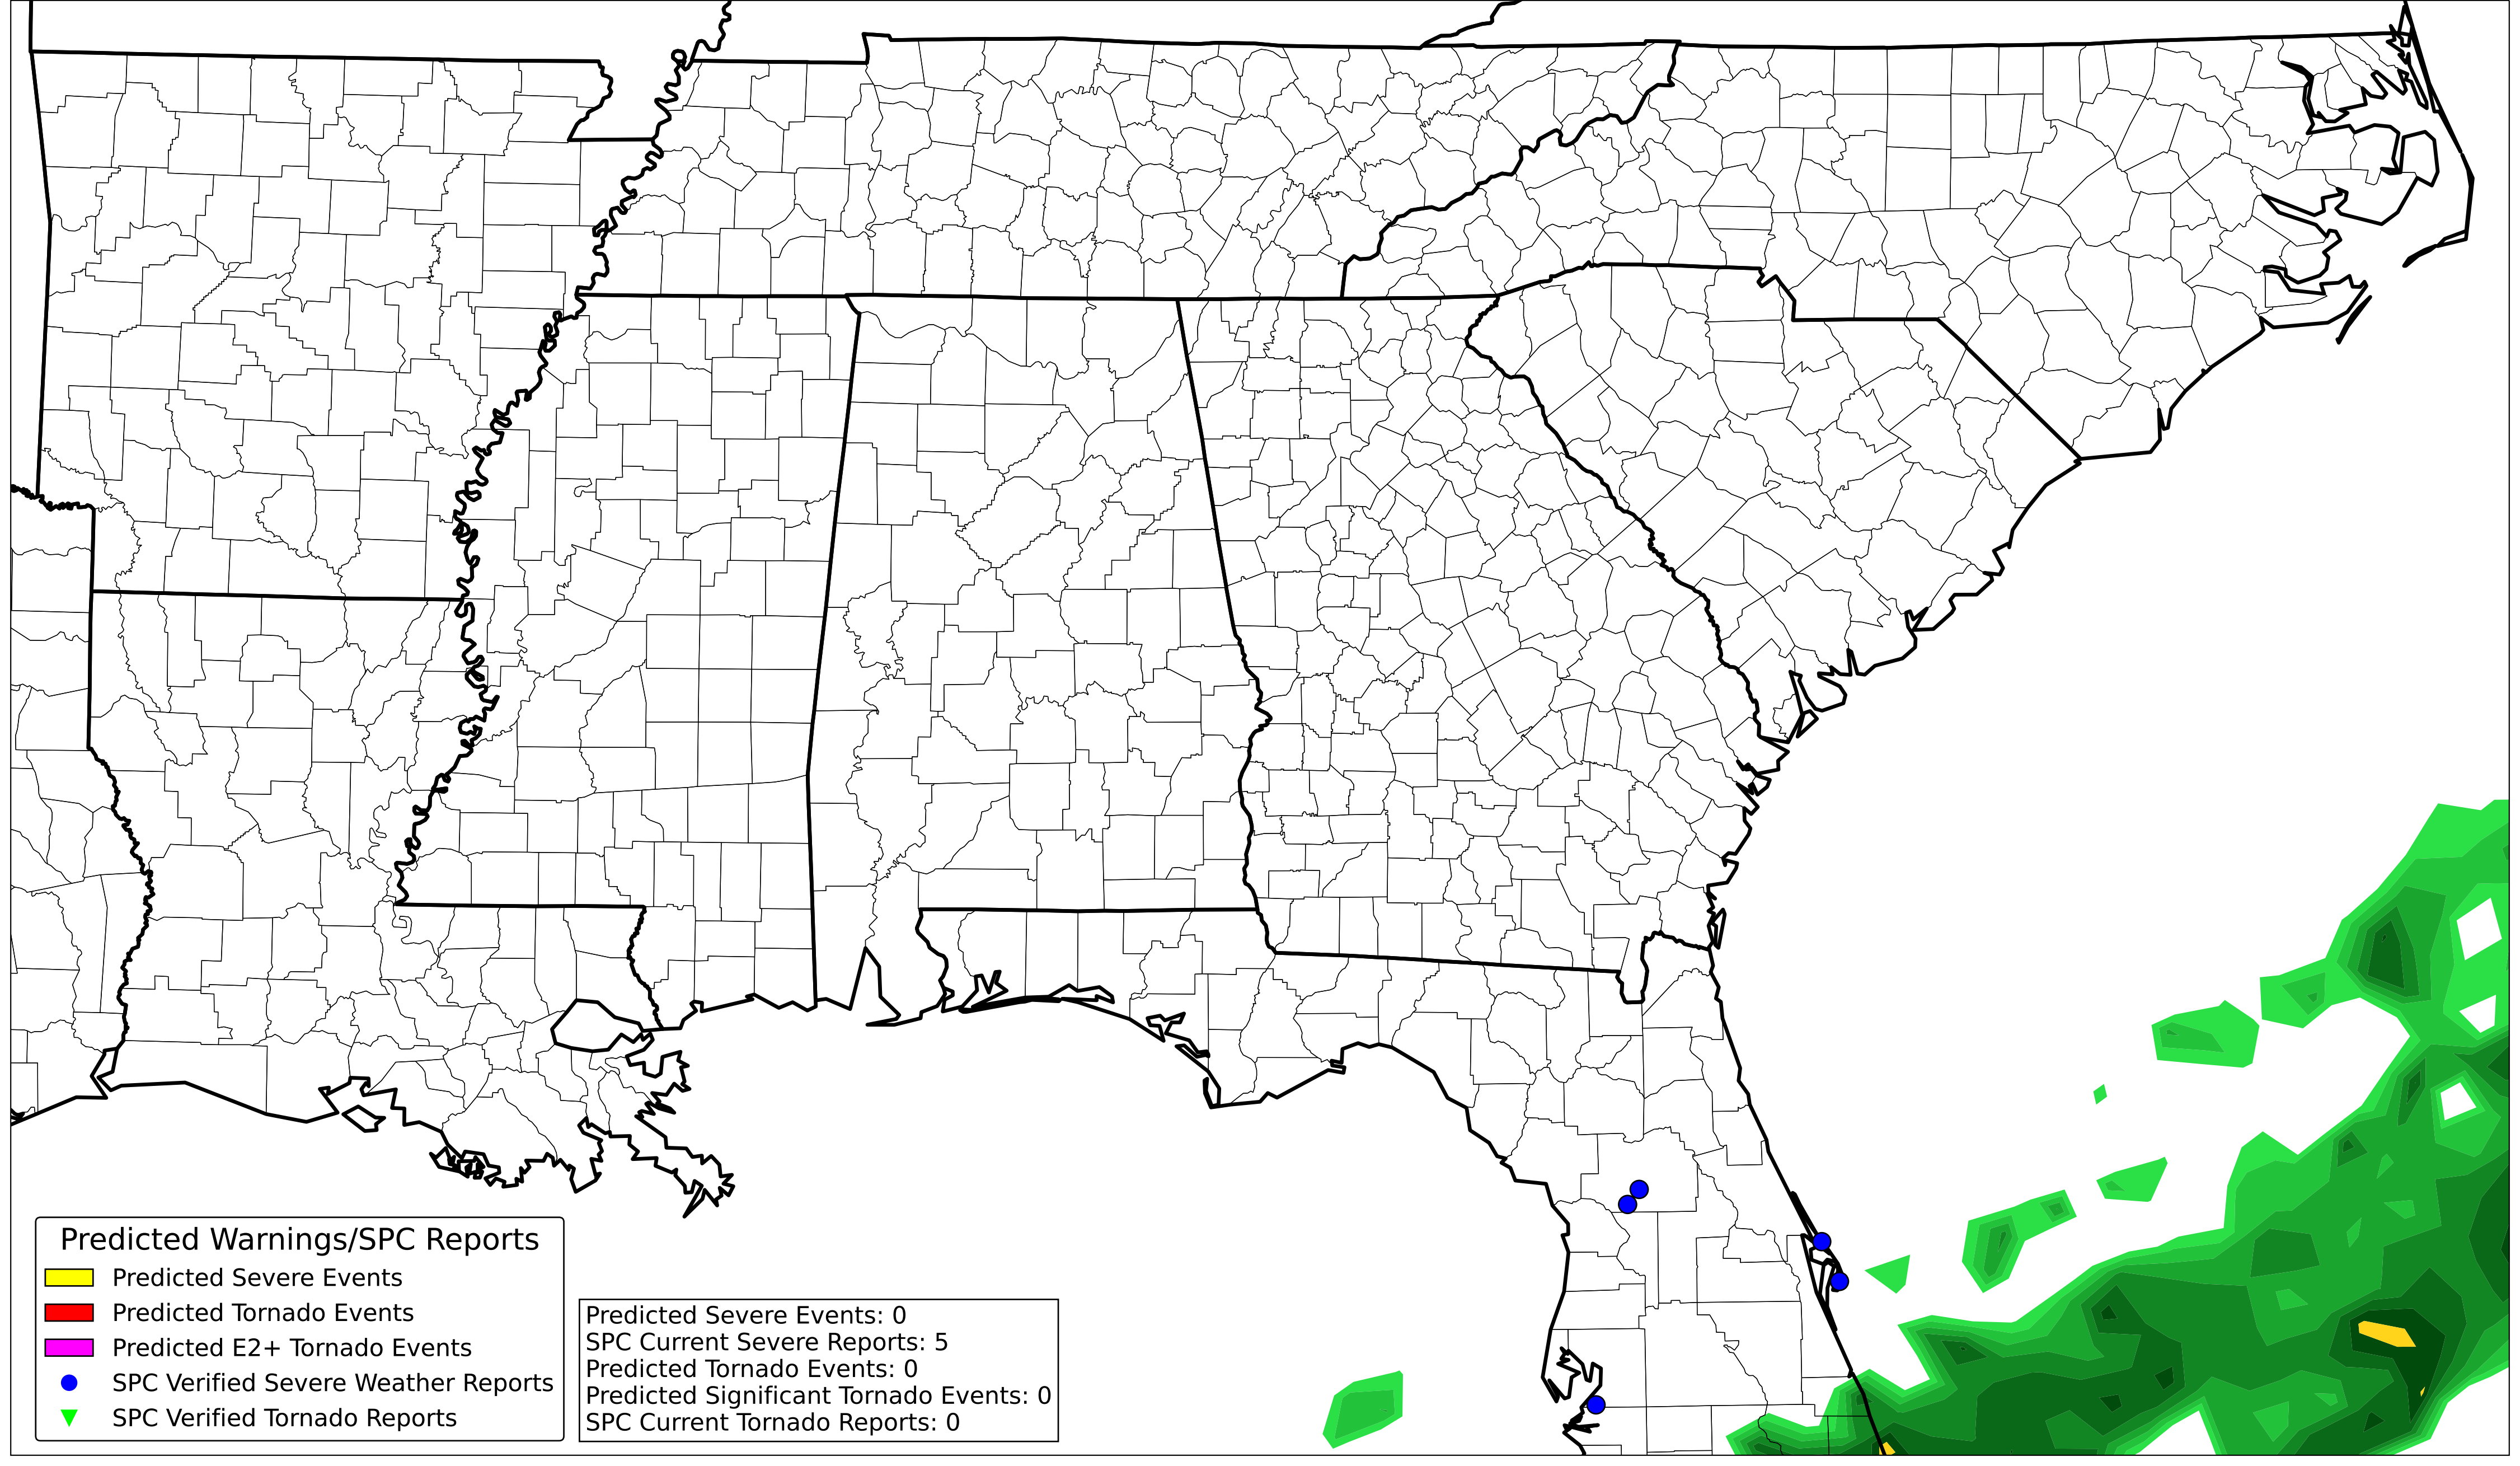 Predicted Warnings/SPC Reports
Predicted Severe Events
Predicted Tornado Events
Predicted E2+ Tornado Events
SPC Verified Severe Weather Reports
SPC Verified Tornado Reports
Predicted Severe Events: 0
SPC Current Severe Reports: 5
Predicted Tornado Events: 0
Predicted Significant Tornado Events: 0
SPC Current Tornado Reports: 0